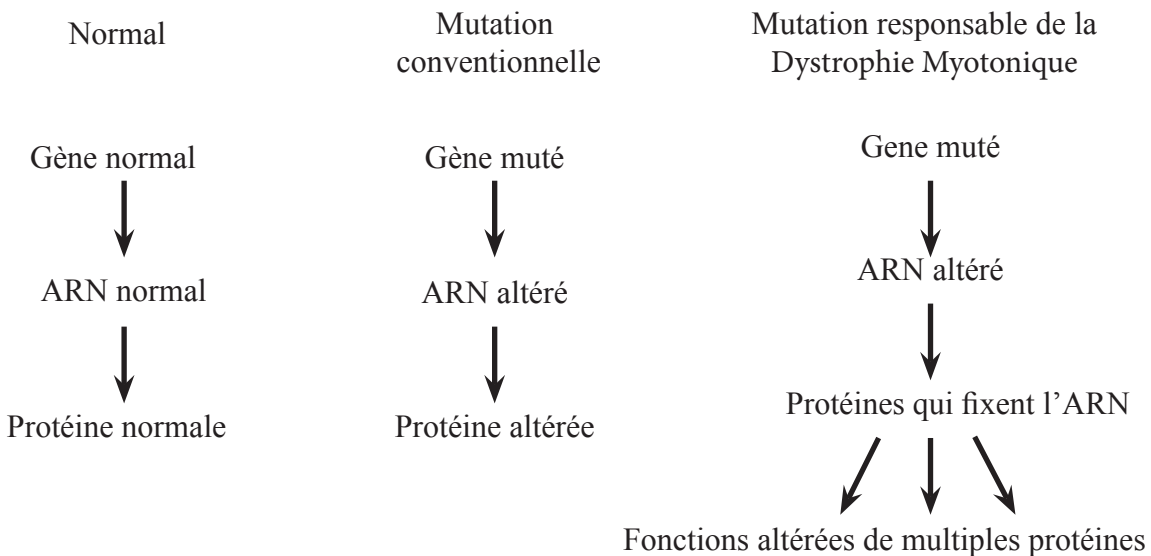 Normal
Mutation
conventionnelle
Mutation responsable de la
Dystrophie Myotonique
Gène normal
Gène muté
Gene muté
ARN normal
ARN altéré
ARN altéré
Protéine normale
Protéine altérée
Protéines qui fixent l’ARN
Fonctions altérées de multiples protéines